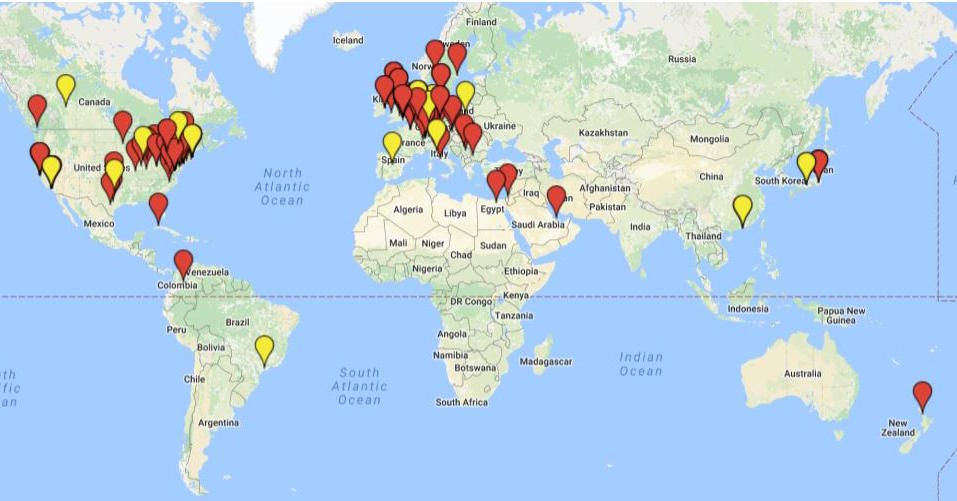 Finland
Iceland
Russia
Canada
Ukraine
Kazakhstan
Mongolia
Italy
Spain
United
China
South Korea
North
Atlantic
Ocean
Iraq
Afghanistan
Pakistan
Algeria
Libya
Egypt
Saudi Arabia
India
Mexico
Thailand
Mali
Niger
Chad
Sudan
Nigeria
Ethiopia
Venezuela
Colombia
Kenya
DR Congo
Tanzania
Indonesia
Papua New
Guinea
Brazil
Peru
Angola
Bolivia
Namibia
Botswana
Madagascar
Indian
Ocean
South
Atlantic
Ocean
Chile
Australia
South Africa
Argentina
New
Zealand